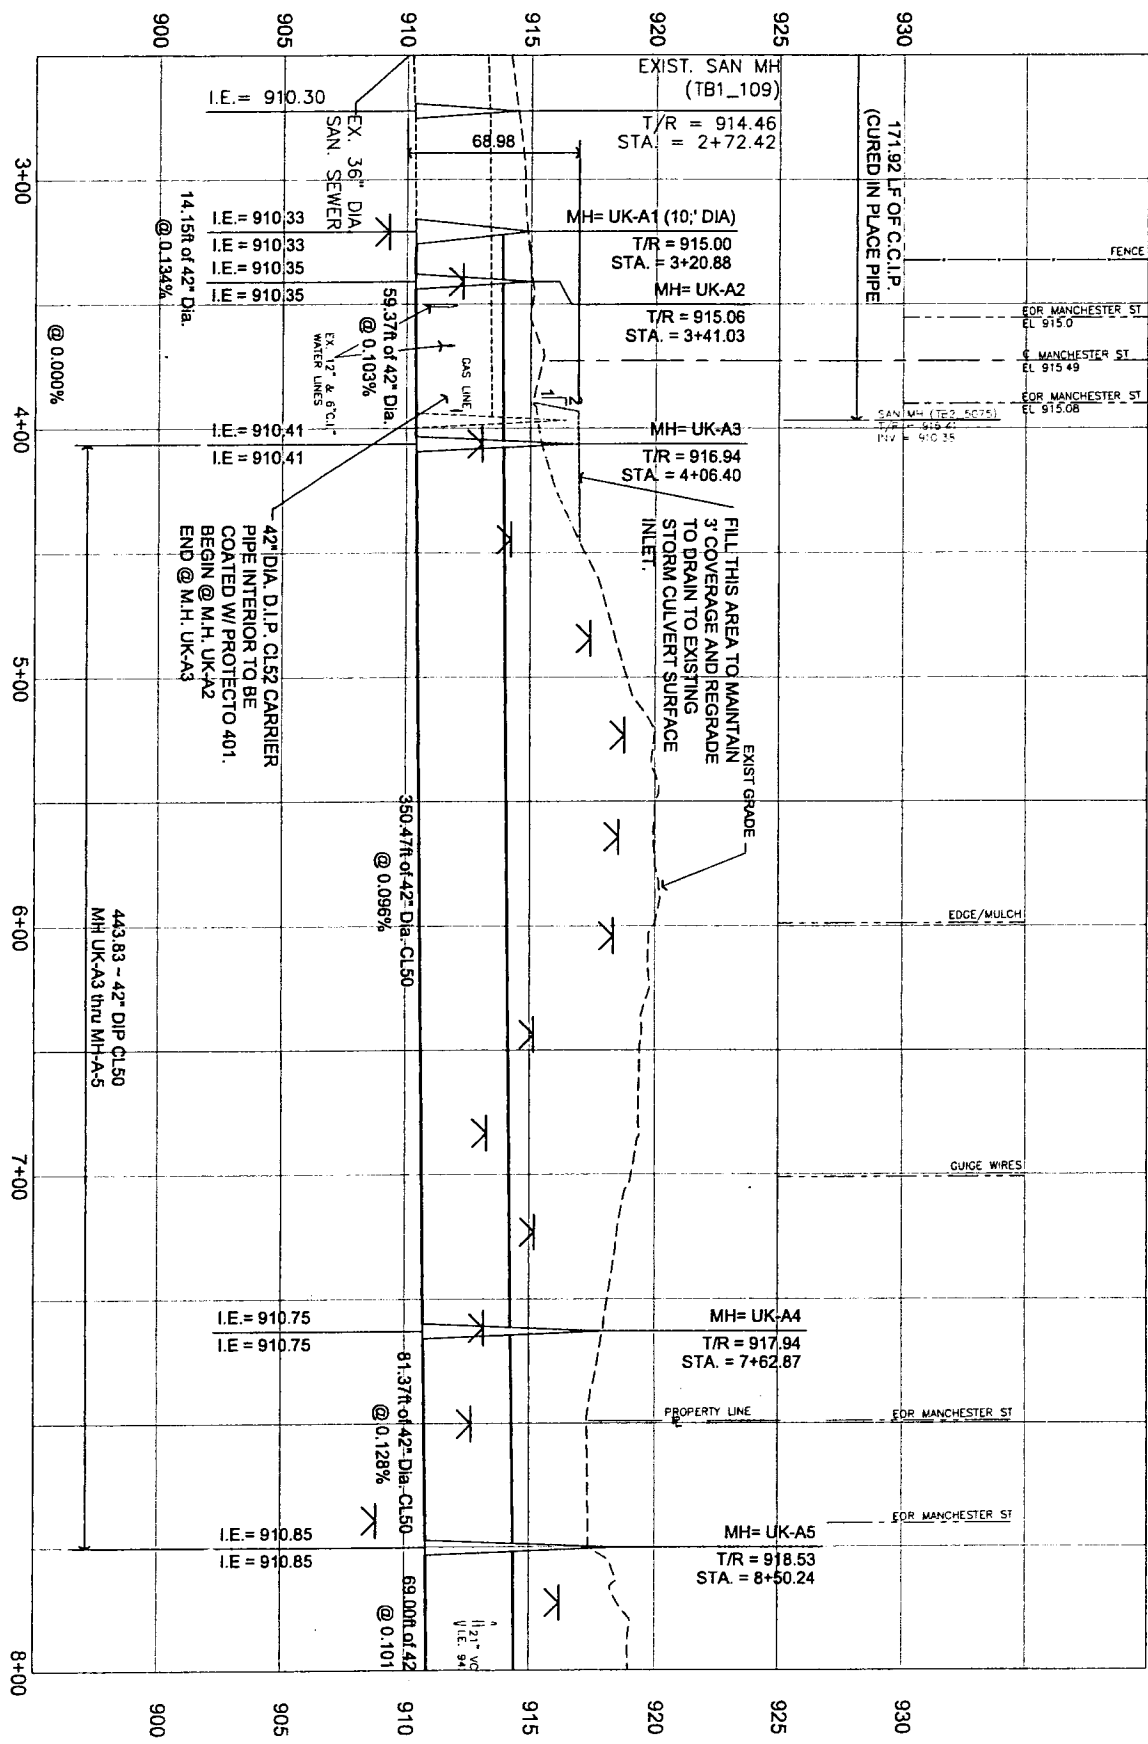 900
905
910
915
920
925
930
EXIST. SAN MH
(TB1_109)
T/R = 914.46
STA. = 2+72.42
I.E.= 910.30
68.98
171.92 LF OF C.C.I.P.
(CURED IN PLACE PIPE
EX. 36" DIA.
SAN. SEWER
FENCE
3+00
14.15ft of 42" Dia.
@ 0.134%
I.E.= 910.33
I.E = 910.33
MH= UK-A1 (10;' DIA)
T/R = 915.00
STA. = 3+20.88
I.E.= 910.35
I.E = 910.35
MH= UK-A2
T/R = 915.06
STA. = 3+41.03
EOR MANCHESTER ST
EL 915.0
℄ MANCHESTER ST
EL 915.49
EOR MANCHESTER ST
EL 915.08
59.37ft of 42" Dia.
@ 0.103%
EX. 12" & 6"C.I."
WATER LINES
GAS LINE
1
2
@ 0.000%
SAN MH (TB2_5075)
INV = 910.35
4+00
I.E.= 910.41
I.E = 910.41
MH= UK-A3
T/R = 916.94
STA. = 4+06.40
42" DIA. D.I.P. CL52 CARRIER
PIPE INTERIOR TO BE
COATED W/ PROTECTO 401.
BEGIN @ M.H. UK-A2
END @ M.H. UK-A3
FILL THIS AREA TO MAINTAIN
3' COVERAGE AND REGRADE
TO DRAIN TO EXISTING
STORM CULVERT SURFACE
INLET.
EXIST GRADE
5+00
350.47ft of 42" Dia. CL50
@ 0.096%
EDGE/MULCH
6+00
443.83 ~ 42" DIP CL50
MH UK-A3 thru MH-A-5
GUIGE WIRES
7+00
I.E.= 910.75
I.E = 910.75
MH= UK-A4
T/R = 917.94
STA. = 7+62.87
81.37ft of 42" Dia. CL50
@ 0.128%
PROPERTY LINE
EOR MANCHESTER ST
EOR MANCHESTER ST
I.E.= 910.85
I.E = 910.85
MH= UK-A5
T/R = 918.53
STA. = 8+50.24
69.00ft of 42
@ 0.101
21" VC
I.E. 94
8+00
900
905
910
915
920
925
930